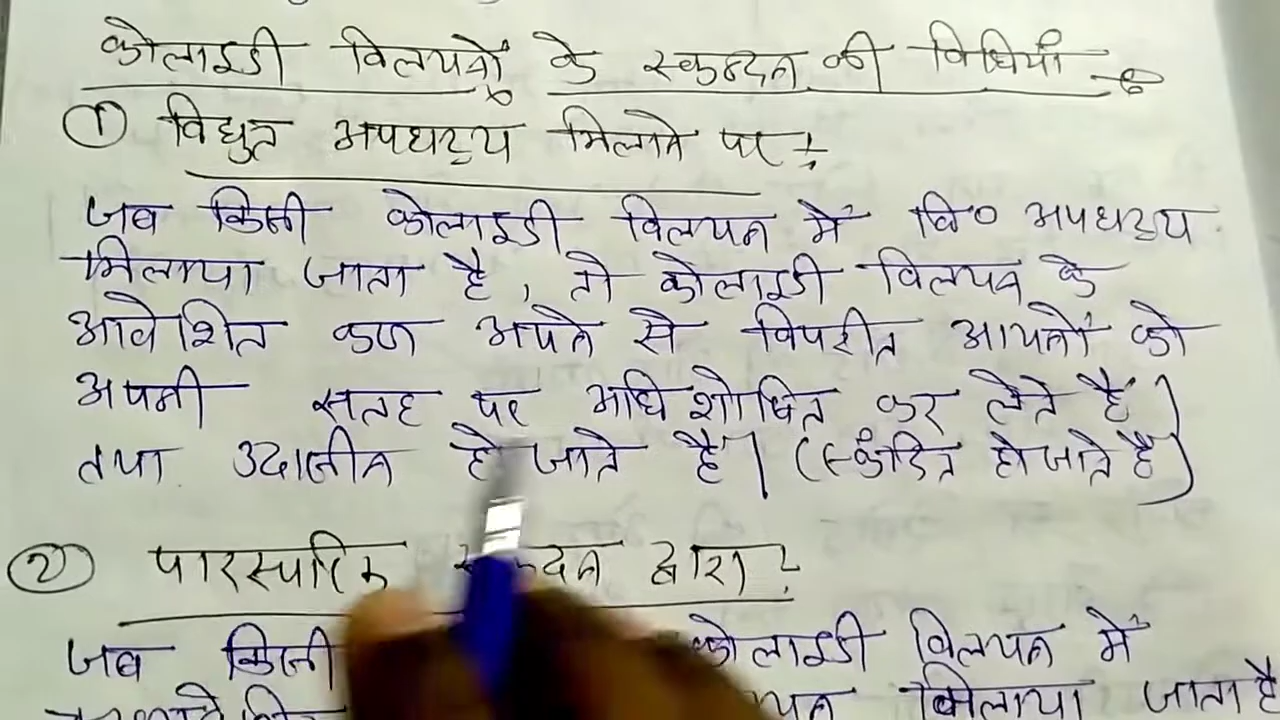 कोलाइडी विलयनों के स्कन्दन की विधियाँ
① विद्युत अपघट्य मिलाने पर :-
जब किसी कोलाइडी विलयन में वि० अपघट्य
मिलाया जाता है, तो कोलाइडी विलयन के
आवेशित कण अपने से विपरीत आयनों को
अपनी सतह पर अधिशोषित कर लेते है
तथा उदासीन हो जाते है। (स्कंदित हो जाते है)
② पारस्परिक द्वारा :-
जब किसी कोलाइडी विलयन में
मिलाया जाता है